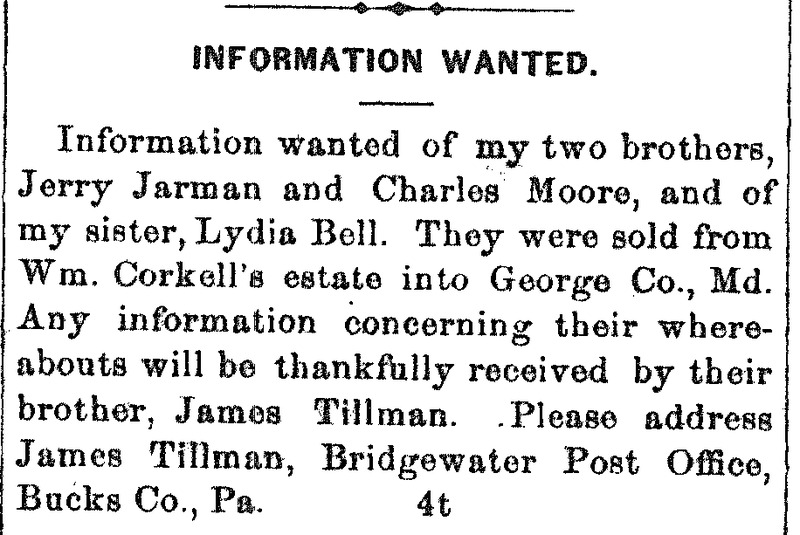 INFORMATION WANTED.
Information wanted of my two brothers,
Jerry Jarman and Charles Moore, and of
my sister, Lydia Bell. They were sold from
Wm. Corkell's estate into George Co., Md.
Any information concerning their where-
abouts will be thankfully received by their
brother, James Tillman. .Please address
James Tillman, Bridgewater Post Office,
Bucks Co., Pa. 4t